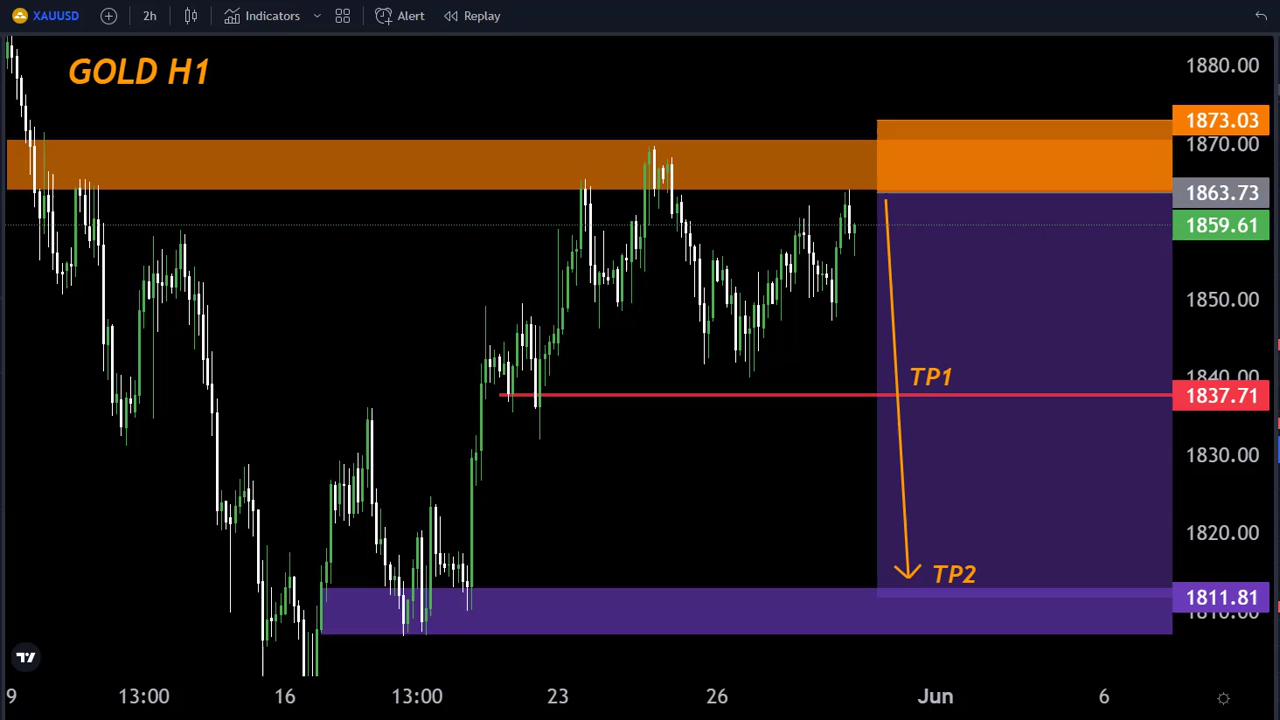 XAUUSD 2h Indicators Alert Replay
GOLD H1
1880.00
1873.03
1870.00
1863.73
1859.61
1850.00
TP1
1840.00
1837.71
1830.00
1820.00
TP2
1811.81
1810.00
9 13:00 16 13:00 23 26 Jun 6